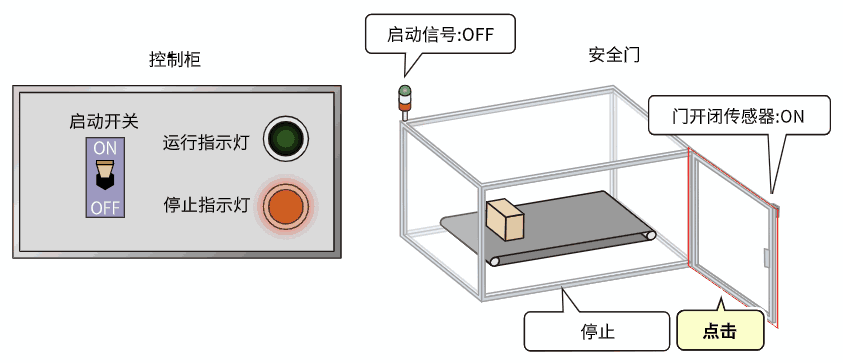 启动信号:OFF
控制柜
安全门
启动开关
ON
OFF
运行指示灯
停止指示灯
门开闭传感器:ON
停止
点击